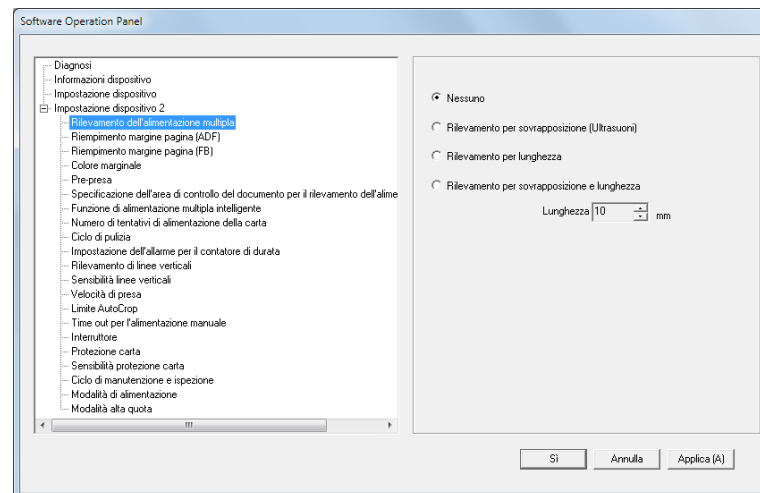 Software Operation Panel
Diagnosi
Informazioni dispositivo
Impostazione dispositivo
Impostazione dispositivo 2
Rilevamento dell'alimentazione multipla
Riempimento margine pagina (ADF)
Riempimento margine pagina (FB)
Colore marginale
Pre-presa
Specificazione dell'area di controllo del documento per il rilevamento dell'alime
Funzione di alimentazione multipla intelligente
Numero di tentativi di alimentazione della carta
Ciclo di pulizia
Impostazione dell'allarme per il contatore di durata
Rilevamento di linee verticali
Sensibilità linee verticali
Velocità di presa
Limite AutoCrop
Time out per l'alimentazione manuale
Interruttore
Protezione carta
Sensibilità protezione carta
Ciclo di manutenzione e ispezione
Modalità di alimentazione
Modalità alta quota
Nessuno
Rilevamento per sovrapposizione (Ultrasuoni)
Rilevamento per lunghezza
Rilevamento per sovrapposizione e lunghezza
Lunghezza 10 mm
Sì Annulla Applica (A)